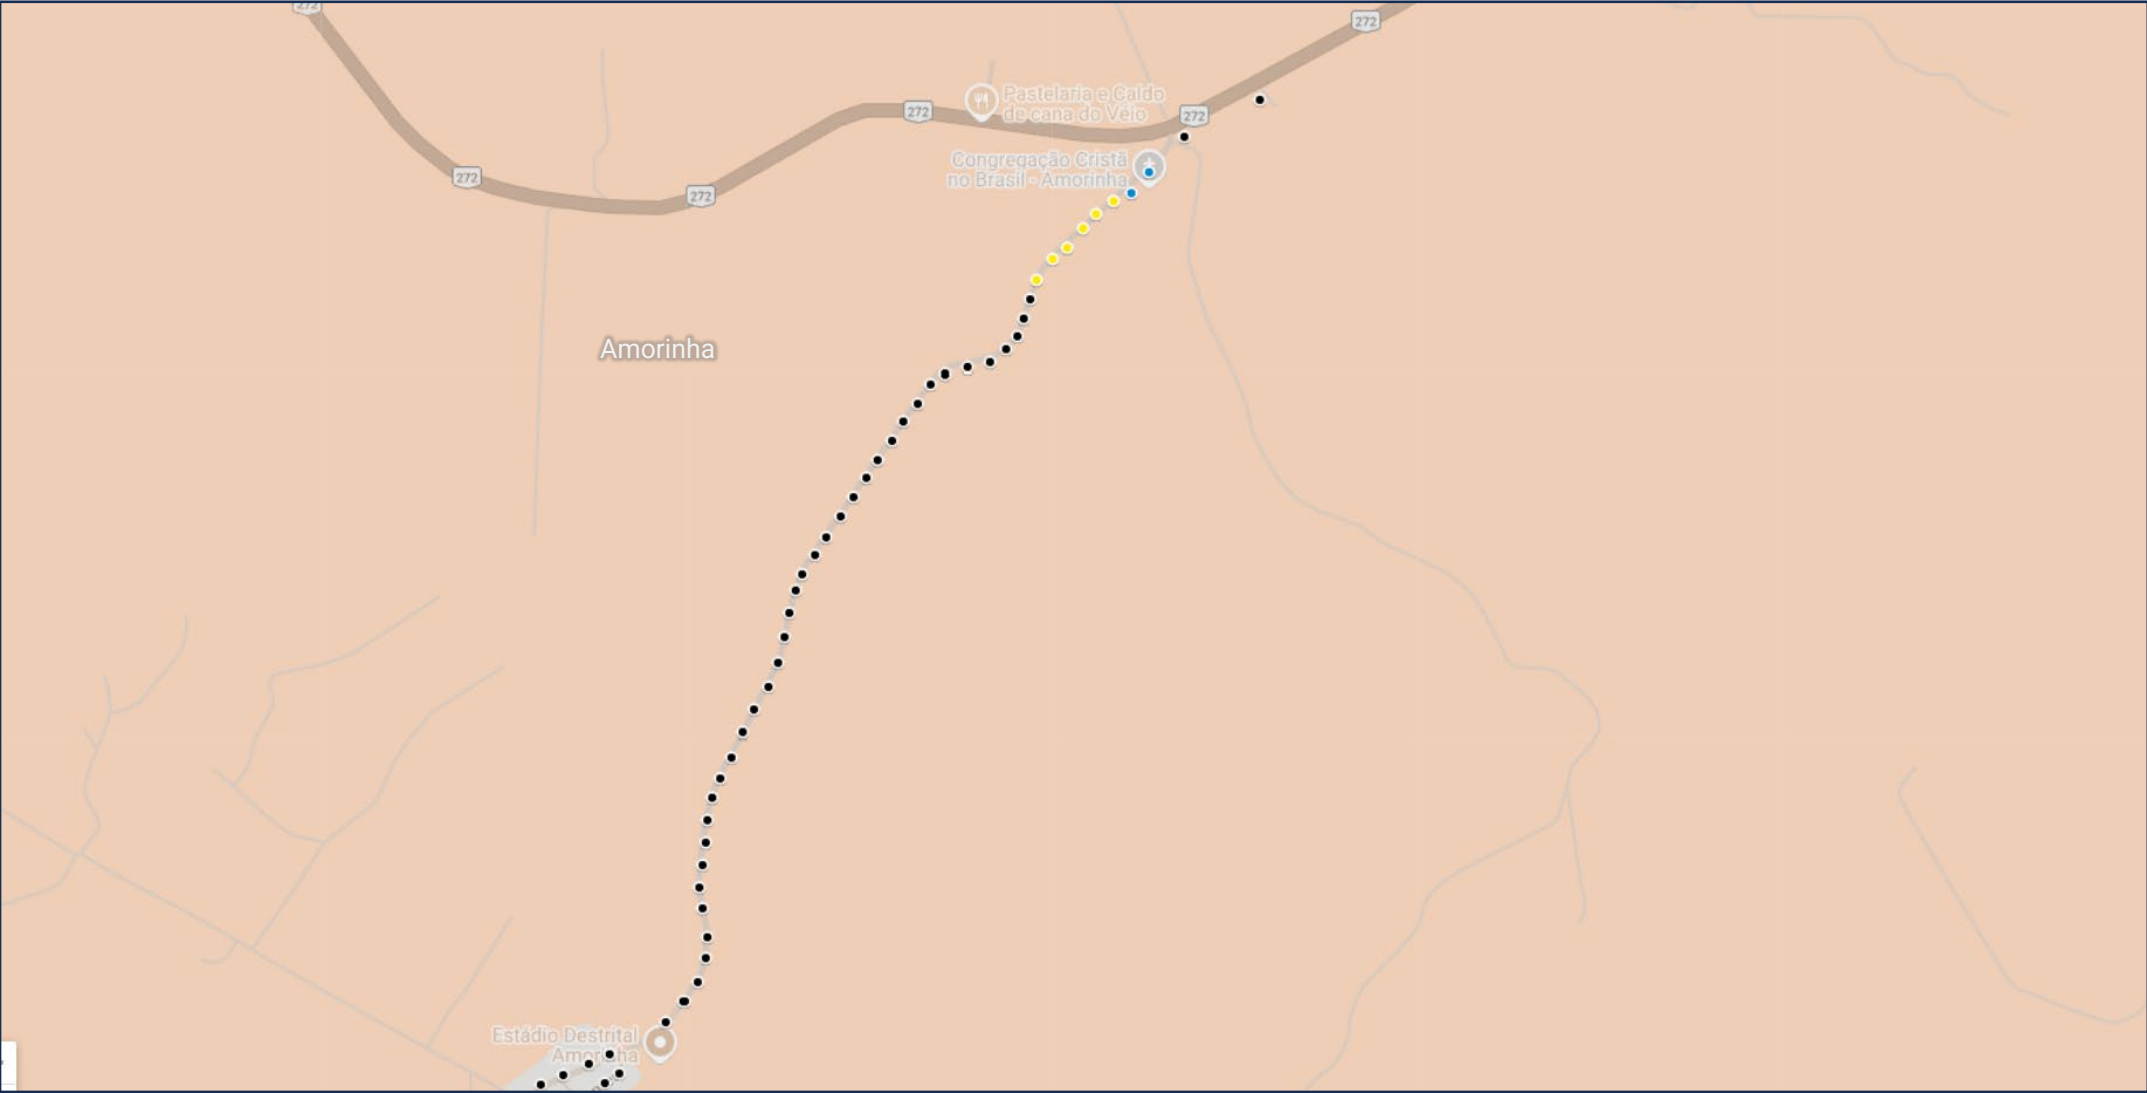 272
272
Pastelaria e Caldo
de cana do Véio
272
272
Congregação Cristã
no Brasil - Amorinha
272
272
Amorinha
Estádio Destrital
Amorinha